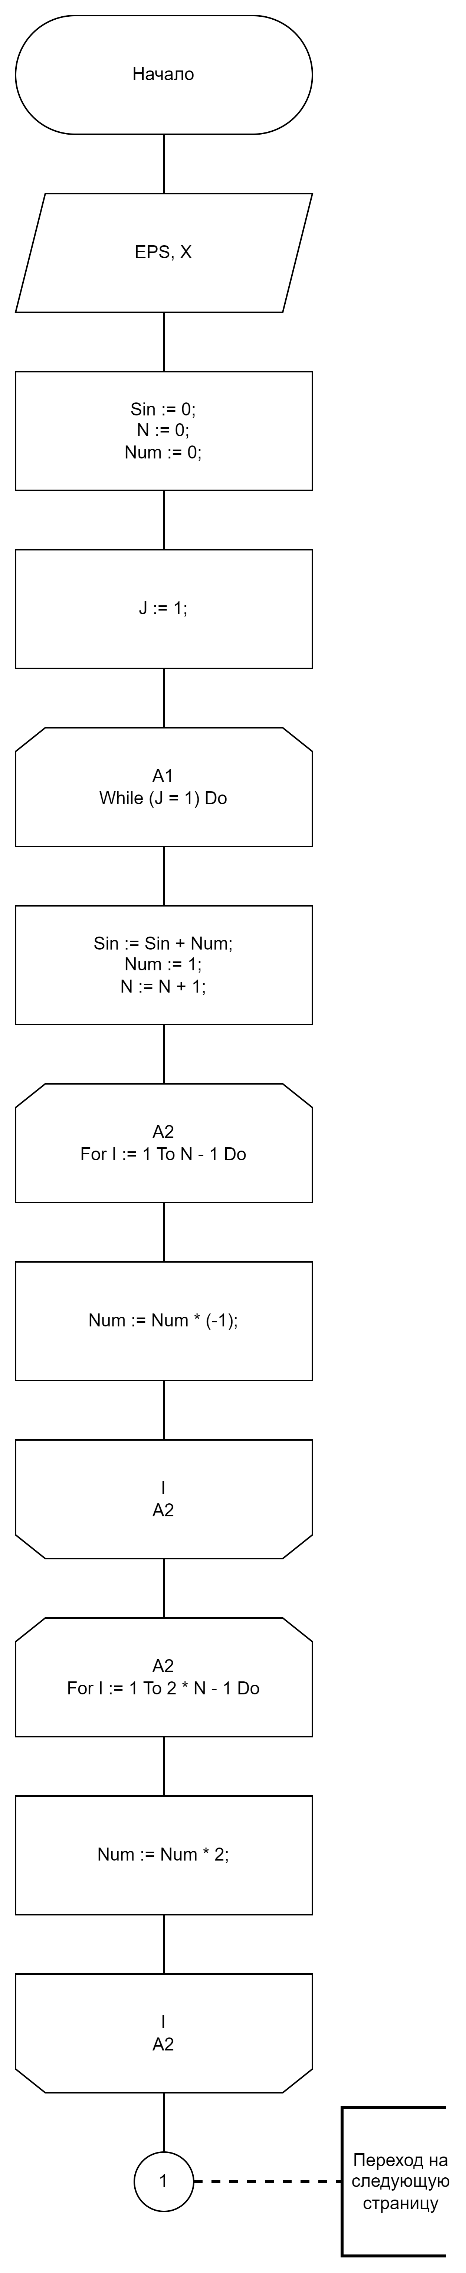 Начало
EPS, X
Sin := 0;
N := 0;
Num := 0;
J := 1;
A1
While (J = 1) Do
Sin := Sin + Num;
Num := 1;
N := N + 1;
A2
For I := 1 To N - 1 Do
Num := Num * (-1);
I
A2
A2
For I := 1 To 2 * N - 1 Do
Num := Num * 2;
I
A2
1
Переход на
следующую
страницу